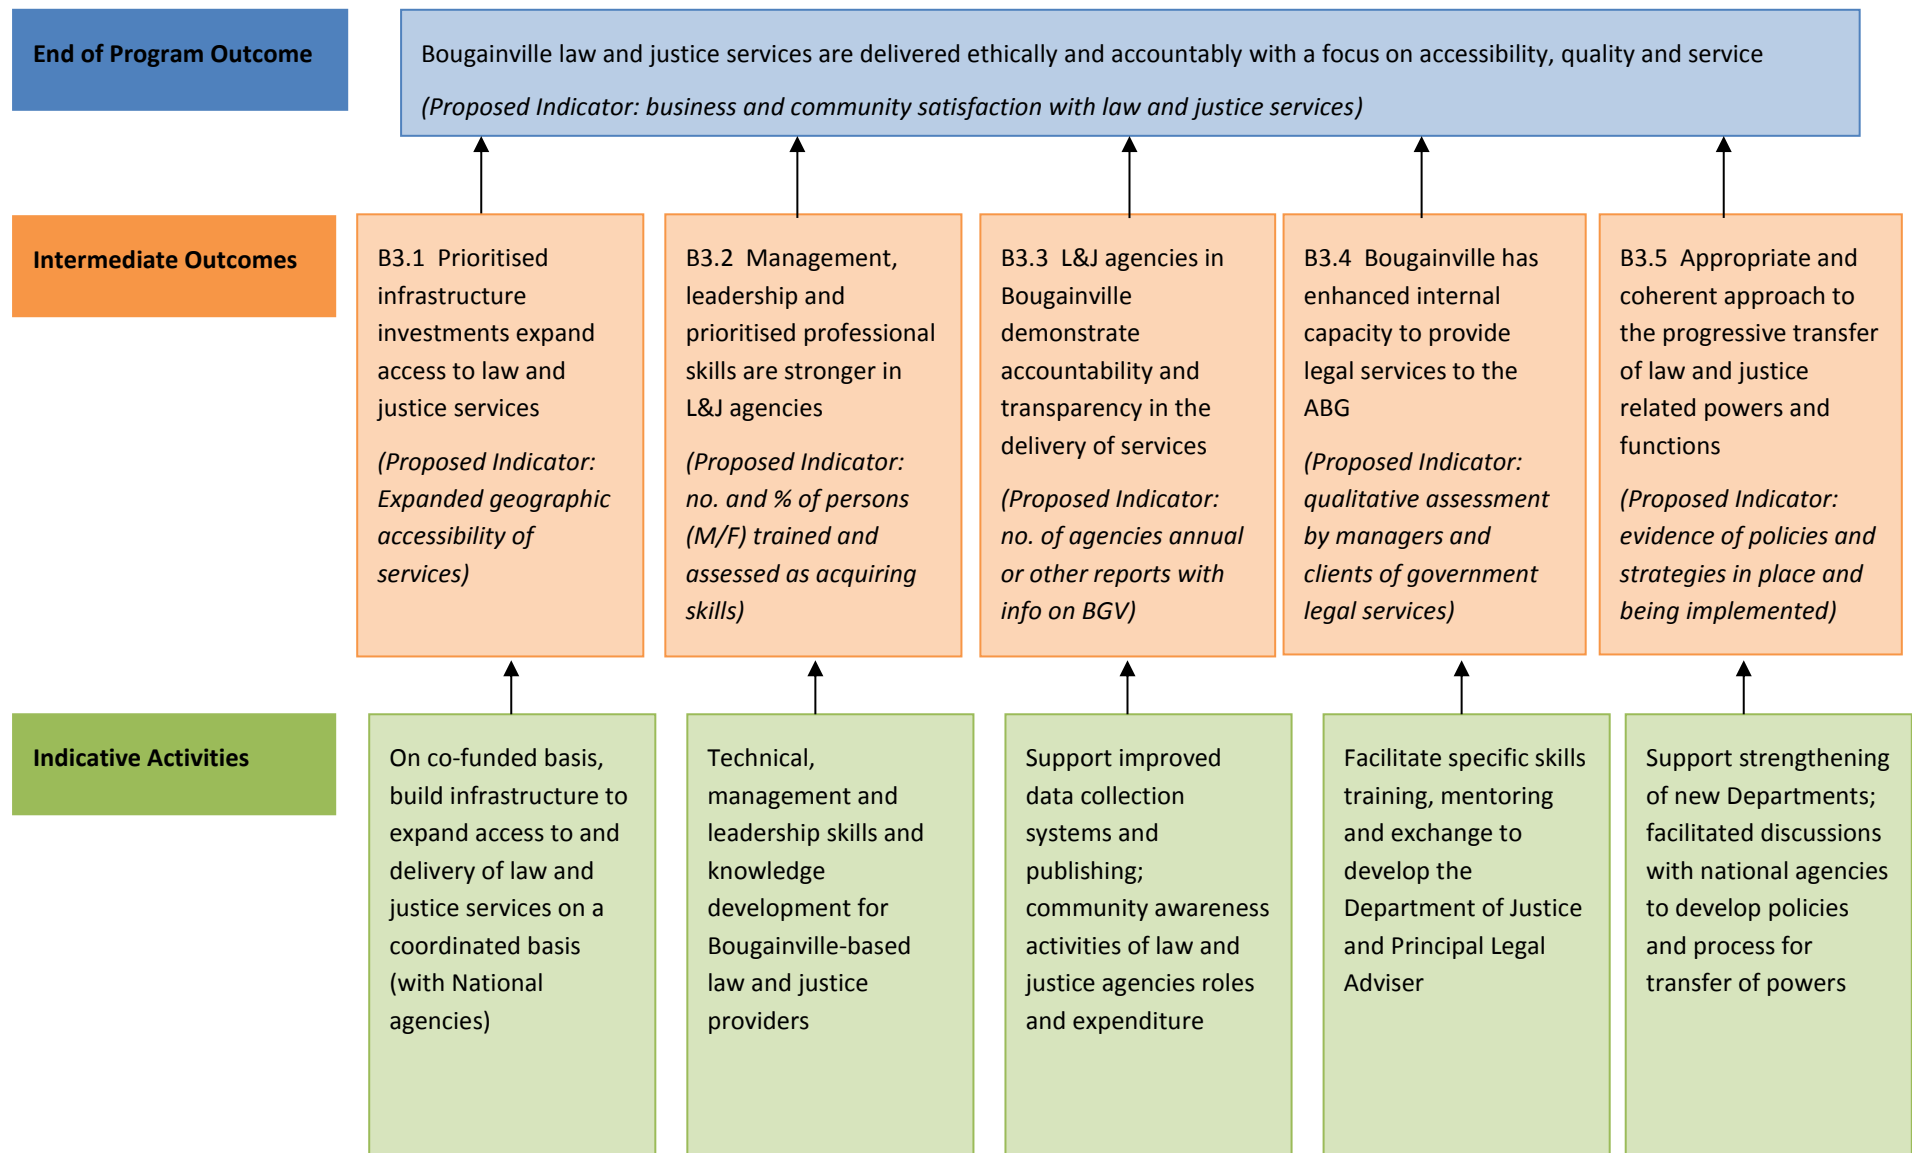 End of Program Outcome
Bougainville law and justice services are delivered ethically and accountably with a focus on accessibility, quality and service
(Proposed Indicator: business and community satisfaction with law and justice services)
Intermediate Outcomes
B3.1 Prioritised
infrastructure
investments expand
access to law and
justice services
(Proposed Indicator:
Expanded geographic
accessibility of
services)
B3.2 Management,
leadership and
prioritised professional
skills are stronger in
L&J agencies
(Proposed Indicator:
no. and % of persons
(M/F) trained and
assessed as acquiring
skills)
B3.3 L&J agencies in
Bougainville
demonstrate
accountability and
transparency in the
delivery of services
(Proposed Indicator:
no. of agencies annual
or other reports with
info on BGV)
B3.4 Bougainville has
enhanced internal
capacity to provide
legal services to the
ABG
(Proposed Indicator:
qualitative assessment
by managers and
clients of government
legal services)
B3.5 Appropriate and
coherent approach to
the progressive transfer
of law and justice
related powers and
functions
(Proposed Indicator:
evidence of policies and
strategies in place and
being implemented)
Indicative Activities
On co-funded basis,
build infrastructure to
expand access to and
delivery of law and
justice services on a
coordinated basis
(with National
agencies)
Technical,
management and
leadership skills and
knowledge
development for
Bougainville-based
law and justice
providers
Support improved
data collection
systems and
publishing;
community awareness
activities of law and
justice agencies roles
and expenditure
Facilitate specific skills
training, mentoring
and exchange to
develop the
Department of Justice
and Principal Legal
Adviser
Support strengthening
of new Departments;
facilitated discussions
with national agencies
to develop policies
and process for
transfer of powers